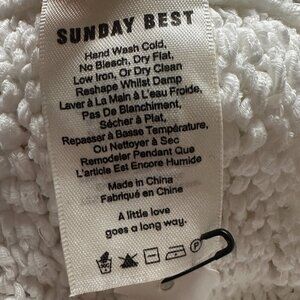 SUNDAY BEST
Hand Wash Cold,
No Bleach, Dry Flat,
Low Iron, Or Dry Clean
Reshape Whilst Damp
Laver à La Main à L'eau Froide,
Pas De Blanchiment,
Sécher à Plat,
Repasser à Basse Température,
Ou Nettoyer à Sec
Remodeler Pendant Que
L'article Est Encore Humide
Made in China
Fabriqué en Chine
A little love
goes a long way.
P